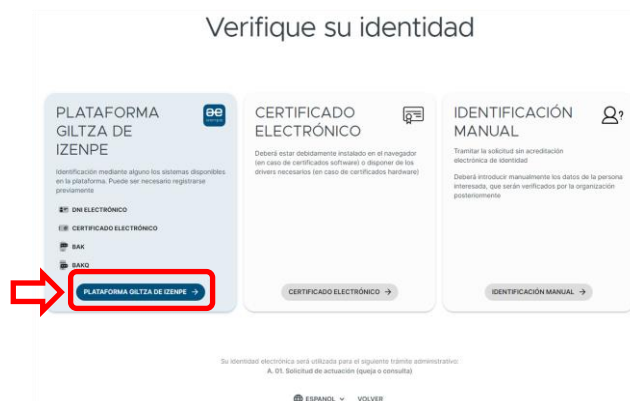 Verifique su identidad
PLATAFORMA
GILTZA DE
IZENPE
Identificación mediante alguno los sistemas disponibles
en la plataforma. Puede ser necesario registrarse
previamente
DNI ELECTRÓNICO
CERTIFICADO ELECTRÓNICO
BAK
BAKQ
PLATAFORMA GILTZA DE IZENPE →
CERTIFICADO
ELECTRÓNICO
Deberá estar debidamente instalado en el navegador
(en caso de certificados software) o disponer de los
drivers necesarios (en caso de certificados hardware)
CERTIFICADO ELECTRÓNICO →
IDENTIFICACIÓN
MANUAL
Tramitar la solicitud sin acreditación
electrónica de identidad
Deberá introducir manualmente los datos de la persona
interesada, que serán verificados por la organización
posteriormente
IDENTIFICACIÓN MANUAL →
Su identidad electrónica será utilizada para el siguiente trámite administrativo:
A. 01. Solicitud de actuación (queja o consulta)
ESPAÑOL VOLVER